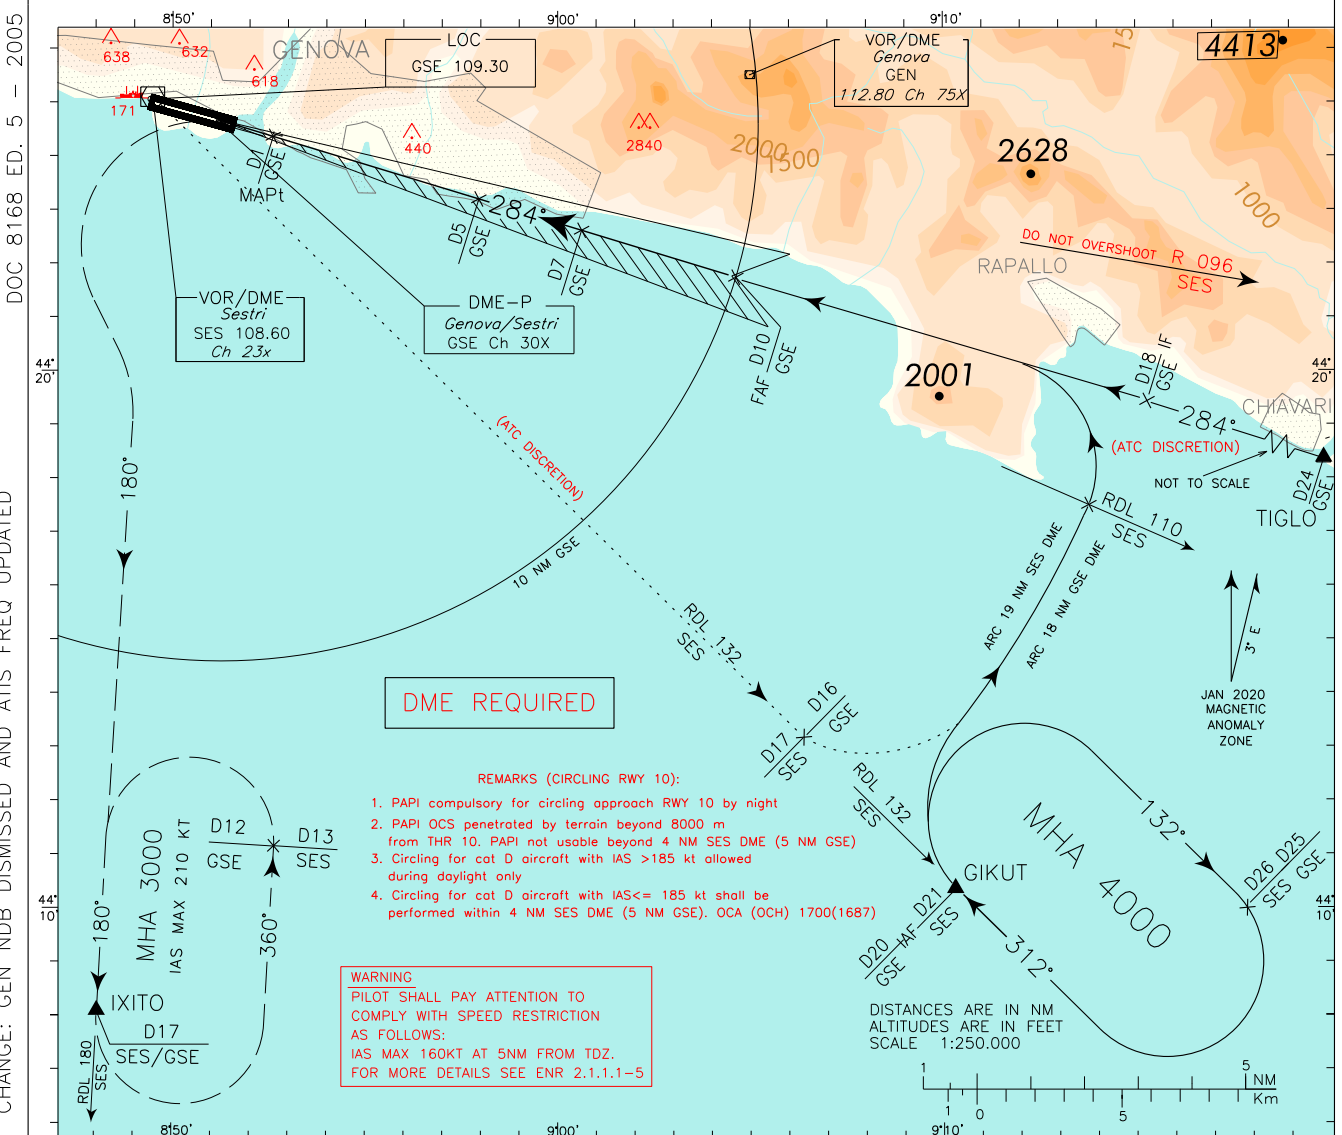 8°50'
9°00'
9°10'
DOC 8168 ED. 5 - 2005
CHANGE: GEN NDB DISMISSED AND ATIS FREQ UPDATED
638
632
618
GENOVA
171
LOC
GSE 109.30
VOR/DME
Genova
GEN
112.80 Ch 75X
15
4413
440
2840
2000
1500
2628
1000
D1
GSE
MAPt
284°
D5
GSE
D7
GSE
DO NOT OVERSHOOT R 096
SES
RAPALLO
VOR/DME
Sestri
SES 108.60
Ch 23x
DME-P
Genova/Sestri
GSE Ch 30X
FAF D10
GSE
44°
20'
44°
20'
2001
D18 IF
GSE
284°
CHIAVARI
(ATC DISCRETION)
(ATC DISCRETION)
NOT TO SCALE
D24
GSE
TIGLO
180°
RDL 110
SES
10 NM GSE
ARC 19 NM SES DME
ARC 18 NM GSE DME
RDL 132
SES
3° E
JAN 2020
MAGNETIC
ANOMALY
ZONE
DME REQUIRED
D17 D16
SES GSE
RDL 132
SES
REMARKS (CIRCLING RWY 10):
1. PAPI compulsory for circling approach RWY 10 by night
2. PAPI OCS penetrated by terrain beyond 8000 m
from THR 10. PAPI not usable beyond 4 NM SES DME (5 NM GSE)
3. Circling for cat D aircraft with IAS >185 kt allowed
during daylight only
4. Circling for cat D aircraft with IAS<= 185 kt shall be
performed within 4 NM SES DME (5 NM GSE). OCA (OCH) 1700(1687)
MHA 3000
IAS MAX 210 KT
D12
GSE
D13
SES
180°
360°
MHA 4000
132°
D26 D25
SES GSE
GIKUT
D20 IAF D21
GSE SES
312°
44°
10'
44°
10'
IXITO
D17
SES/GSE
RDL 180
SES
WARNING
PILOT SHALL PAY ATTENTION TO
COMPLY WITH SPEED RESTRICTION
AS FOLLOWS:
IAS MAX 160KT AT 5NM FROM TDZ.
FOR MORE DETAILS SEE ENR 2.1.1.1-5
DISTANCES ARE IN NM
ALTITUDES ARE IN FEET
SCALE 1:250.000
1 5 NM
Km
1 0 5
8°50'
9°00'
9°10'